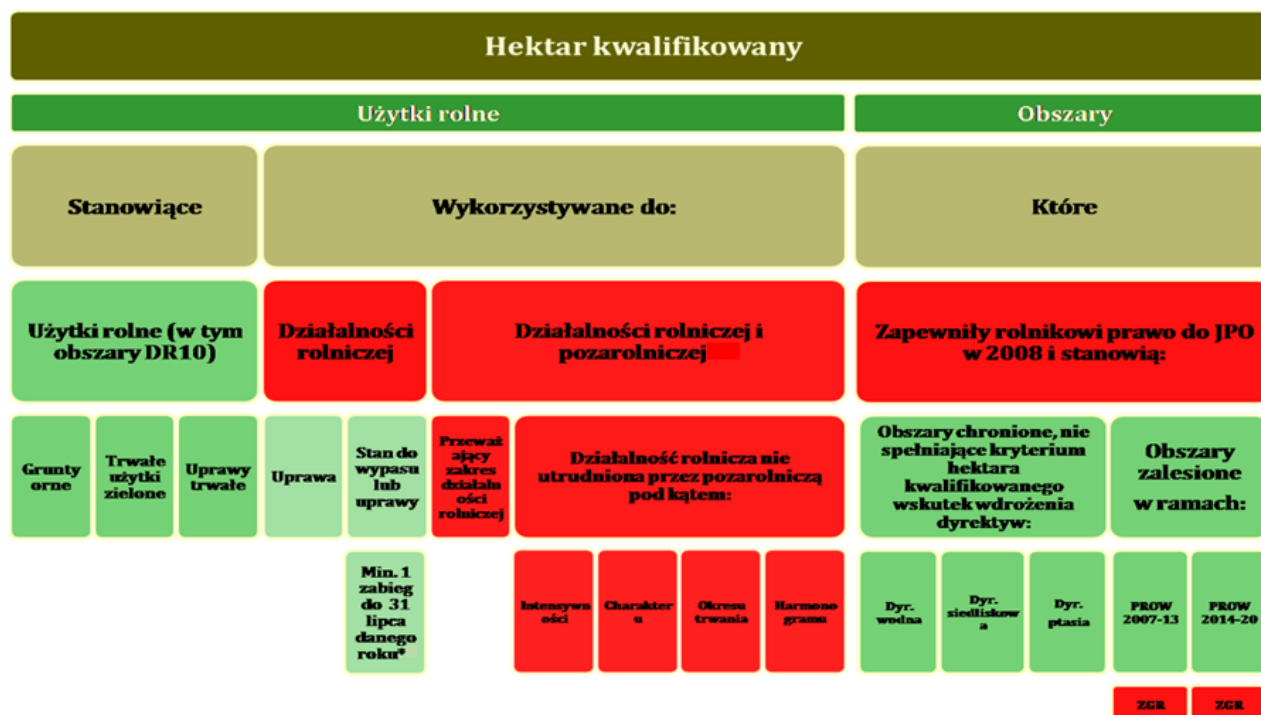 Hektar kwalifikowany
Użytki rolne
Obszary
Stanowiące
Wykorzystywane do:
Które
Użytki rolne (w tym
obszary DR10)
Działalności
rolniczej
Działalności rolniczej i
pozarolniczej
Zapewniły rolnikowi prawo do JPO
w 2008 i stanowią:
Grunty
orne
Trwałe
użytki
zielone
Uprawy
trwałe
Uprawa
Stan do
wypasu
lub
uprawy
Przeważ
ający
zakres
działaln
ości
rolniczej
Działalność rolnicza nie
utrudniona przez pozarolniczą
pod kątem:
Obszary chronione, nie
spełniające kryterium
hektara
kwalifikowanego
wskutek wdrożenia
dyrektyw:
Obszary
zalesione
w ramach:
Min. 1
zabieg
do 31
lipca
danego
roku*
Intensywn
ości
Charakter
u
Okresu
trwania
Harmono
gramu
Dyr.
wodna
Dyr.
siedliskow
a
Dyr.
ptasia
PROW
2007-13
PROW
2014-20
ZGR
ZGR